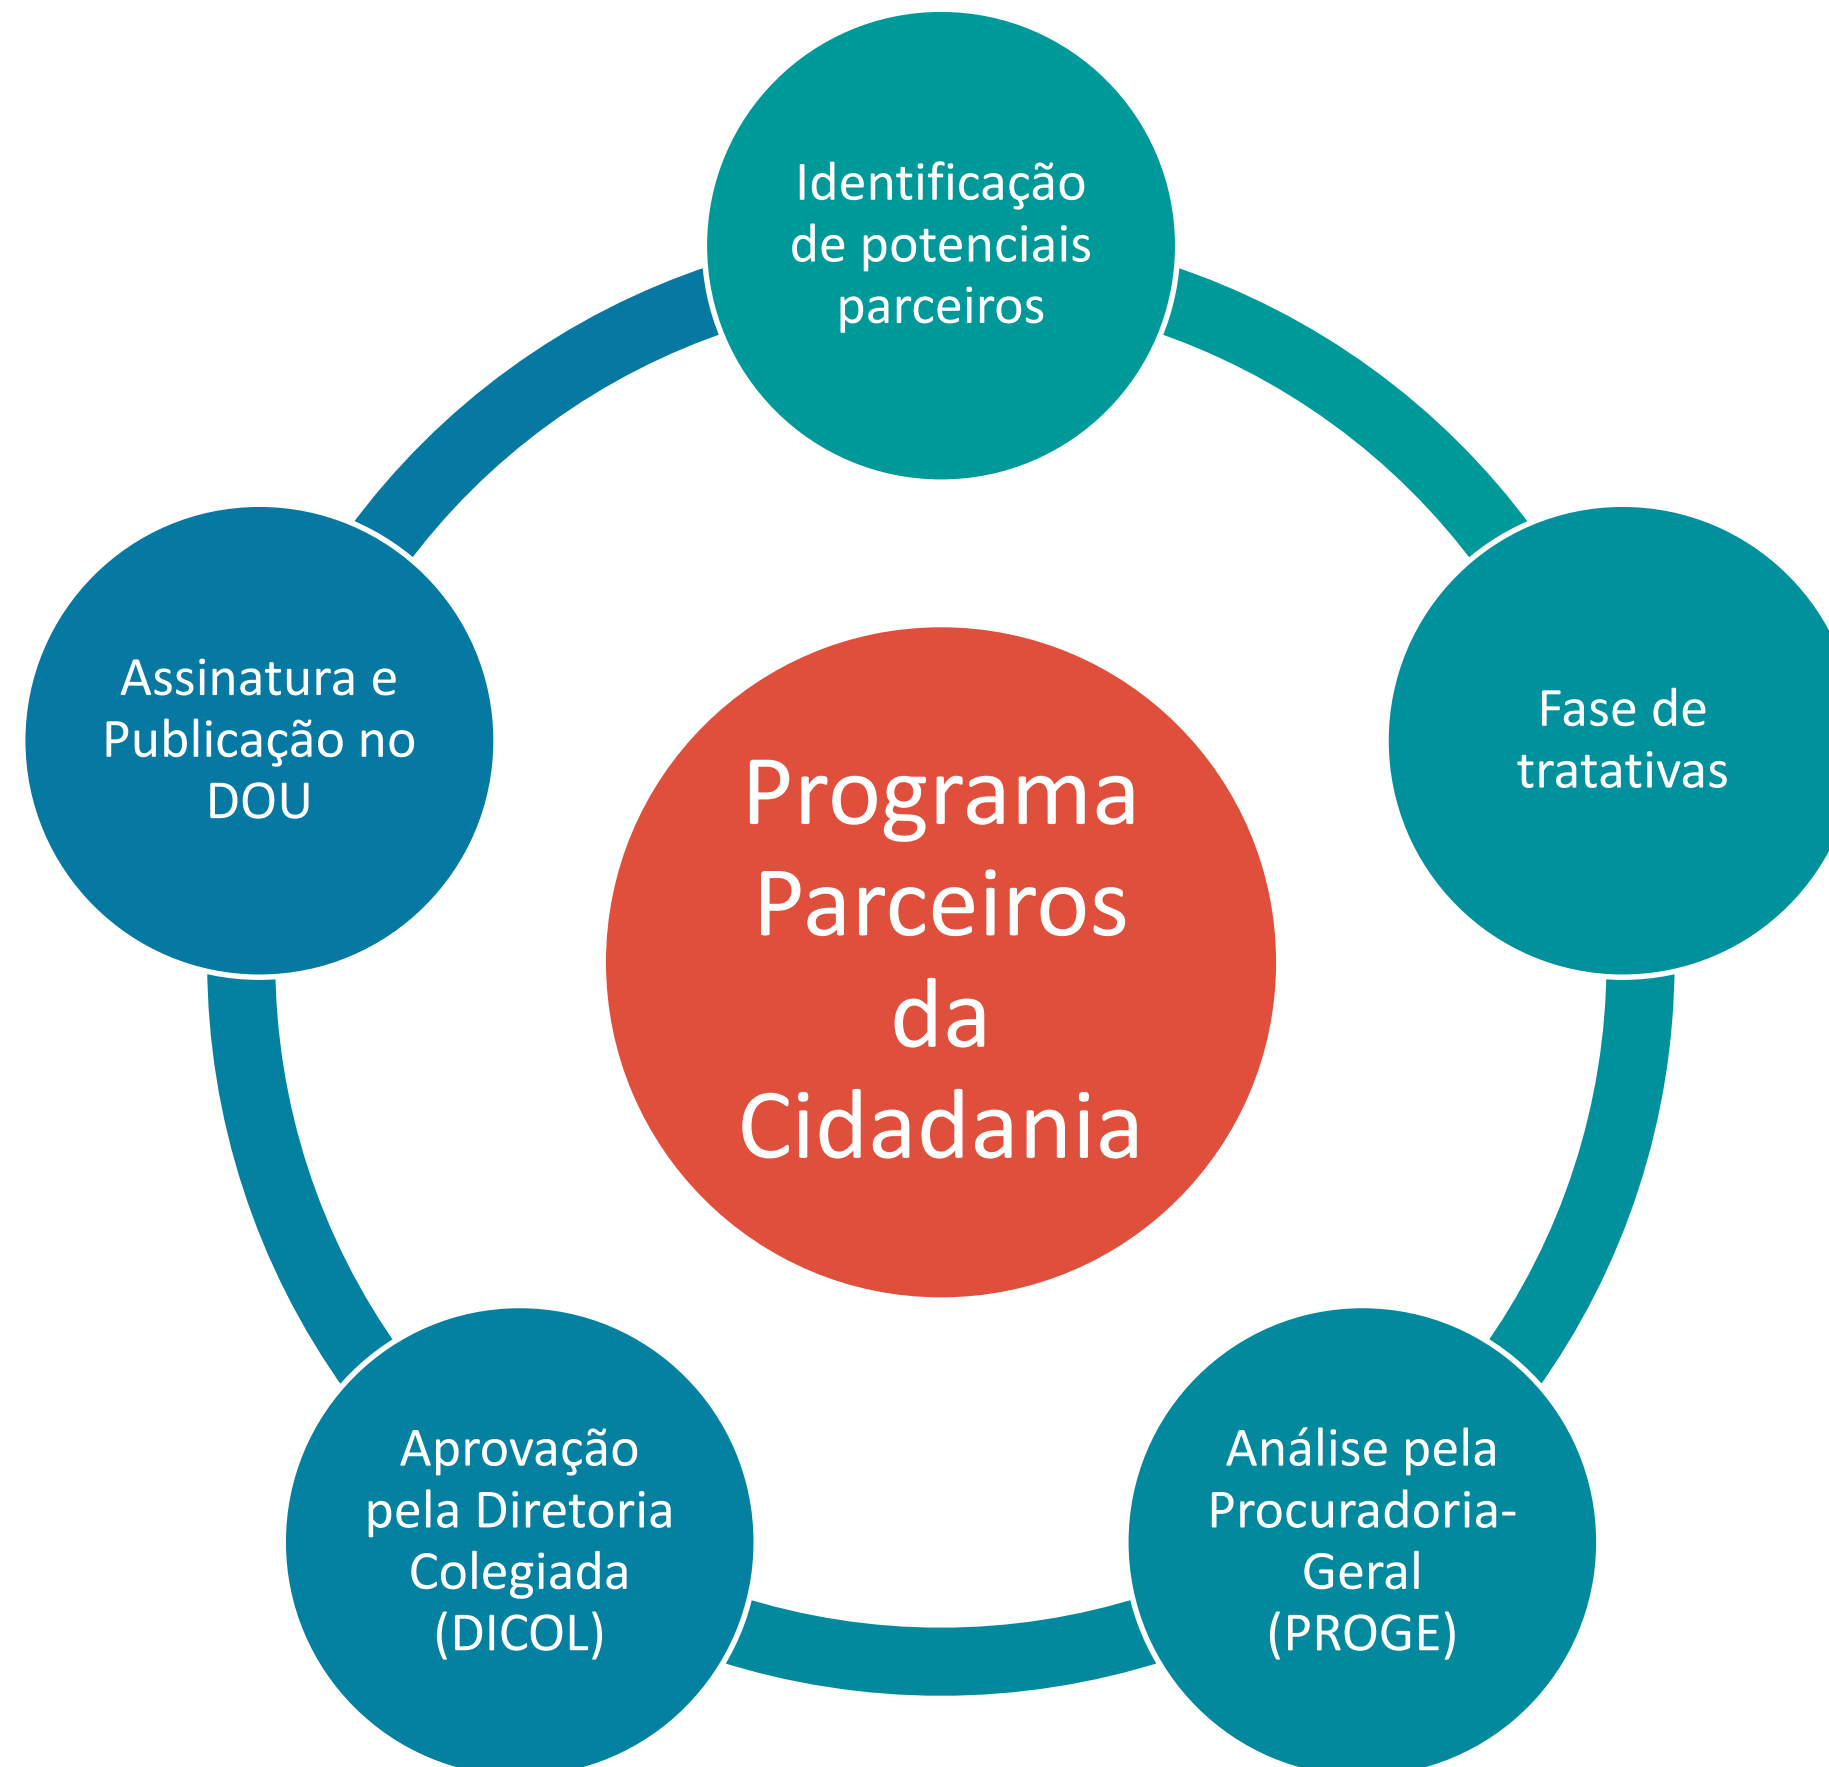 Identificação
de potenciais
parceiros
Fase de
tratativas
Análise pela
Procuradoria-
Geral
(PROGE)
Aprovação
pela Diretoria
Colegiada
(DICOL)
Assinatura e
Publicação no
DOU
Programa
Parceiros
da
Cidadania